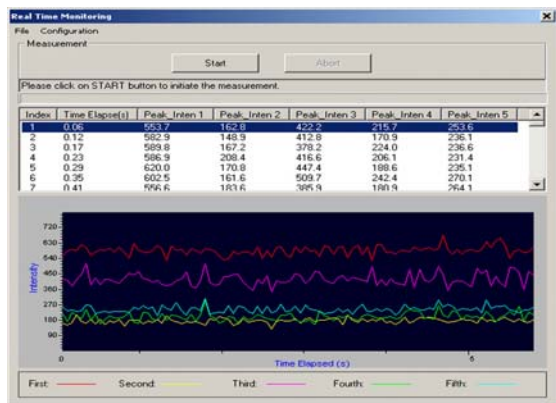 Real Time Monitoring
File Configuration
Measurement
Start Abort
Please click on START button to initiate the measurement.
Index Time Elapse(s) Peak_Inten 1 Peak_Inten 2 Peak_Inten 3 Peak_Inten 4 Peak_Inten 5
1 0.06 553.7 162.8 422.2 215.7 253.6
2 0.12 582.9 148.9 412.8 170.9 236.1
3 0.17 589.8 167.2 378.2 224.0 236.6
4 0.23 586.9 208.4 416.6 206.1 231.4
5 0.29 620.0 170.8 447.4 188.6 235.1
6 0.35 602.5 161.6 509.7 242.4 270.1
7 0.41 556.6 183.6 385.9 180.9 264.1
720
630
540
450
360
270
180
90
Intensity
0 5
Time Elapsed (s)
First: Second: Third: Fourth: Fifth: